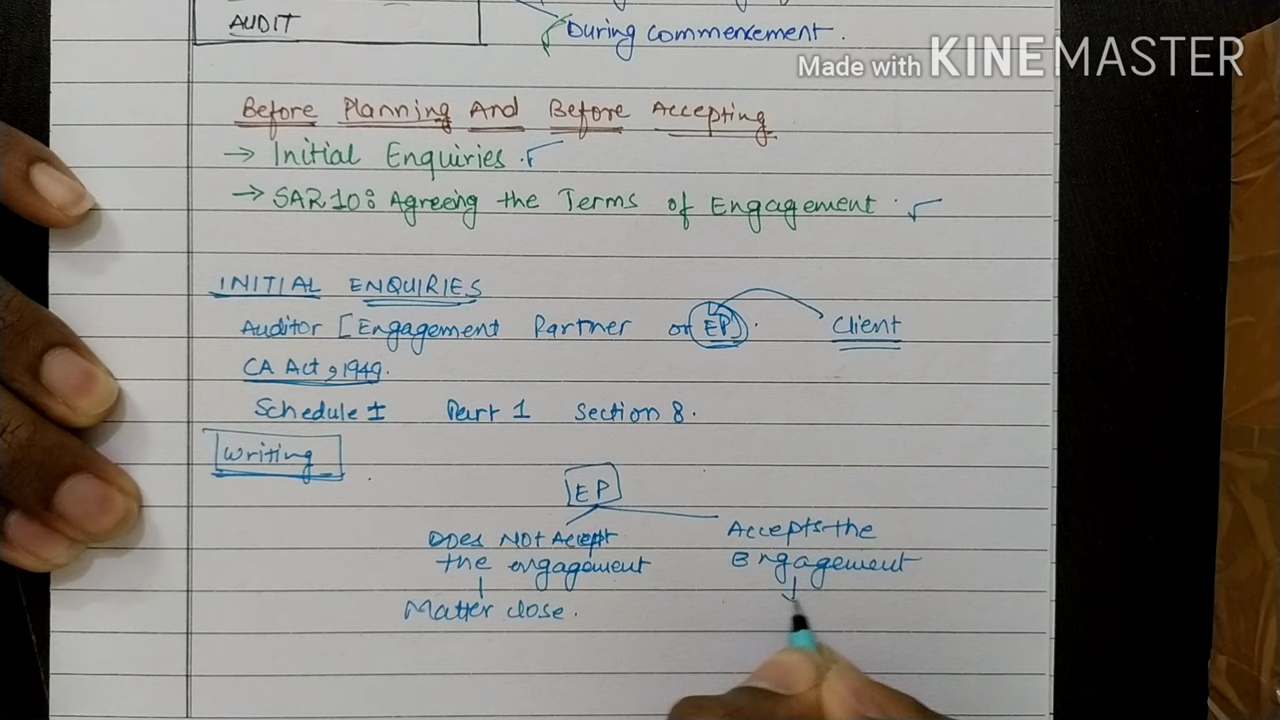 AUDIT
During commencement.
Made with KINEMASTER
Before Planning And Before Accepting
→ Initial Enquiries.
→ SAR210: Agreeing the Terms of Engagement.
INITIAL ENQUIRIES
Auditor [Engagement Partner or EP]. Client
CA Act, 1949.
Schedule I Part 1 Section 8.
Writing
EP
Does NOT Accept the engagement
Accepts the Engagement
Matter close.